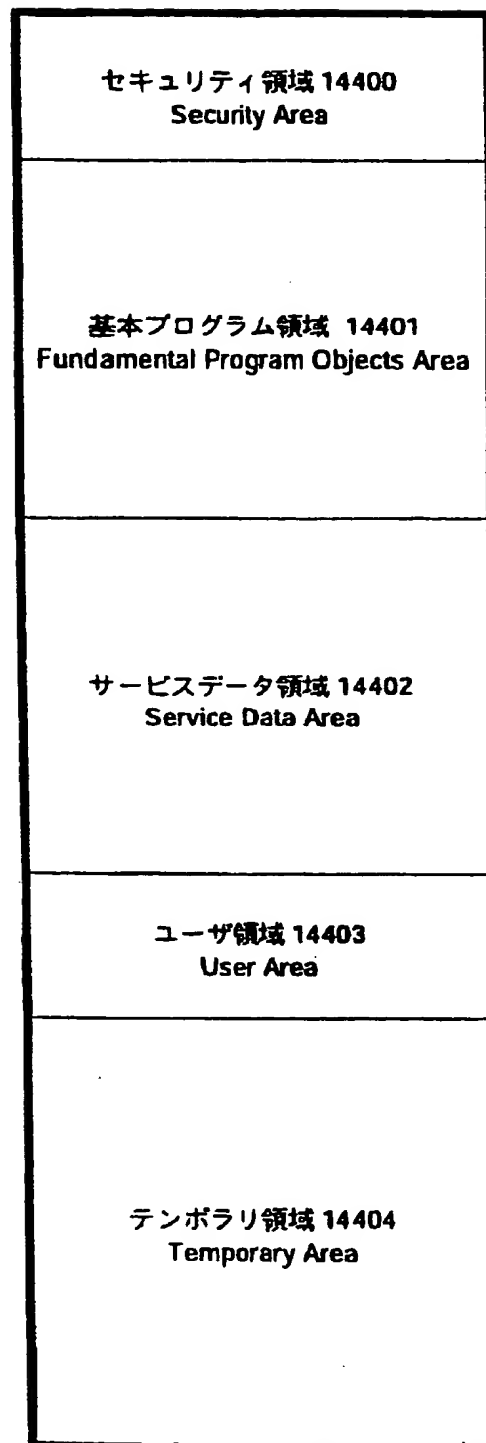 セキュリティ領域 14400
Security Area
基本プログラム領域 14401
Fundamental Program Objects Area
サービスデータ領域 14402
Service Data Area
ユーザ領域 14403
User Area
テンポラリ領域 14404
Temporary Area